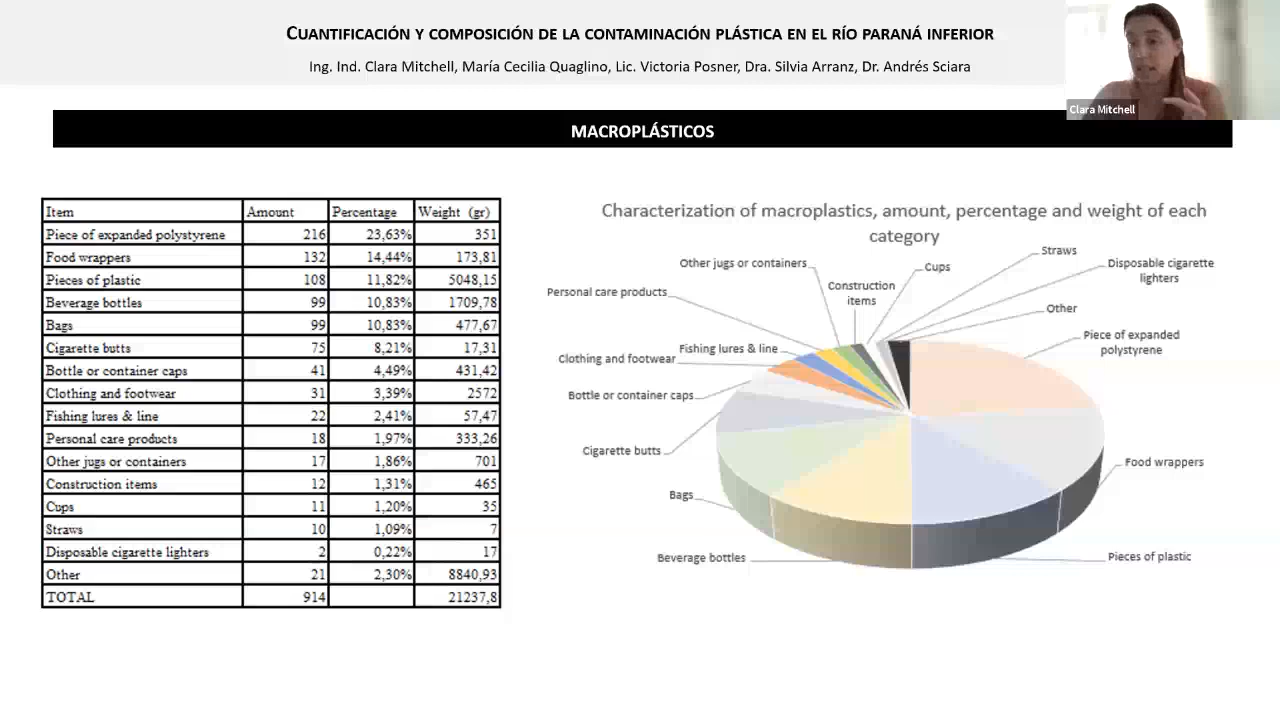 CUANTIFICACIÓN Y COMPOSICIÓN DE LA CONTAMINACIÓN PLÁSTICA EN EL RÍO PARANÁ INFERIOR
Ing. Ind. Clara Mitchell, María Cecilia Quaglino, Lic. Victoria Posner, Dra. Silvia Arranz, Dr. Andrés Sciara
Clara Mitchell
MACROPLÁSTICOS
Item Amount Percentage Weight (gr)
Piece of expanded polystyrene 216 23,63% 351
Food wrappers 132 14,44% 173,81
Pieces of plastic 108 11,82% 5048,15
Beverage bottles 99 10,83% 1709,78
Bags 99 10,83% 477,67
Cigarette butts 75 8,21% 17,31
Bottle or container caps 41 4,49% 431,42
Clothing and footwear 31 3,39% 2572
Fishing lures & line 22 2,41% 57,47
Personal care products 18 1,97% 333,26
Other jugs or containers 17 1,86% 701
Construction items 12 1,31% 465
Cups 11 1,20% 35
Straws 10 1,09% 7
Disposable cigarette lighters 2 0,22% 17
Other 21 2,30% 8840,93
TOTAL 914 21237,8
Characterization of macroplastics, amount, percentage and weight of each
category
Straws
Other jugs or containers
Cups
Disposable cigarette
lighters
Construction
items
Personal care products
Other
Piece of expanded
polystyrene
Fishing lures & line
Clothing and footwear
Bottle or container caps
Cigarette butts
Food wrappers
Bags
Beverage bottles
Pieces of plastic